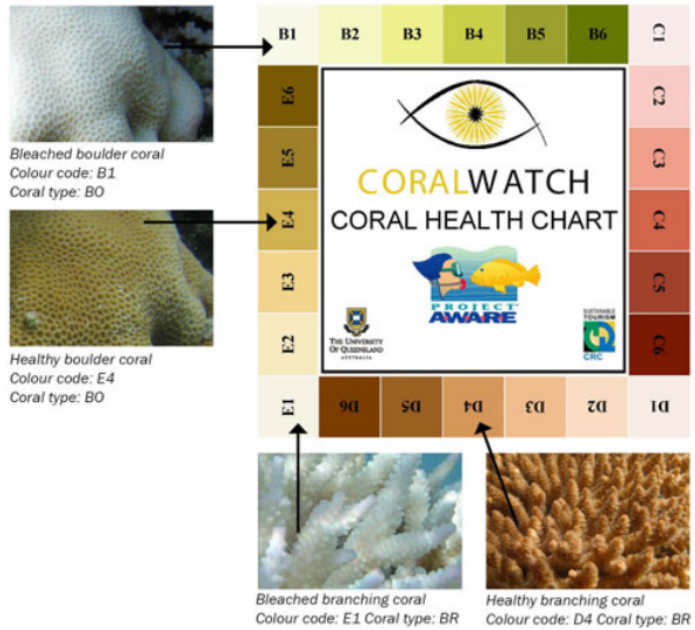 B1 B2 B3 B4 B5 B6 C1
C2
C3
C4
C5
C6
D1
D2
D3
D4
D5
D6
E1
E2
E3
E4
E5
E6
CORALWATCH
CORAL HEALTH CHART
PROJECT
AWARE
THE UNIVERSITY
OF QUEENSLAND
AUSTRALIA
SUSTAINABLE
TOURISM
CRC
Bleached boulder coral
Colour code: B1
Coral type: BO
Healthy boulder coral
Colour code: E4
Coral type: BO
Bleached branching coral
Colour code: E1 Coral type: BR
Healthy branching coral
Colour code: D4 Coral type: BR